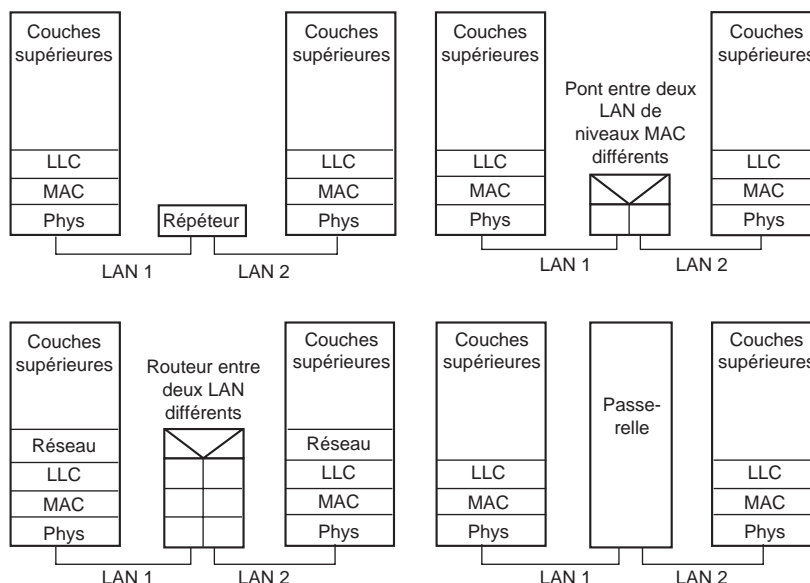 Couches
supérieures
LLC
MAC
Phys
Répéteur
Couches
supérieures
LLC
MAC
Phys
LAN 1
LAN 2
Couches
supérieures
LLC
MAC
Phys
Pont entre deux
LAN de
niveaux MAC
différents
Couches
supérieures
LLC
MAC
Phys
LAN 1
LAN 2
Couches
supérieures
Réseau
LLC
MAC
Phys
Routeur entre
deux LAN
différents
Couches
supérieures
Réseau
LLC
MAC
Phys
LAN 1
LAN 2
Couches
supérieures
LLC
MAC
Phys
Passe-
relle
Couches
supérieures
LLC
MAC
Phys
LAN 1
LAN 2